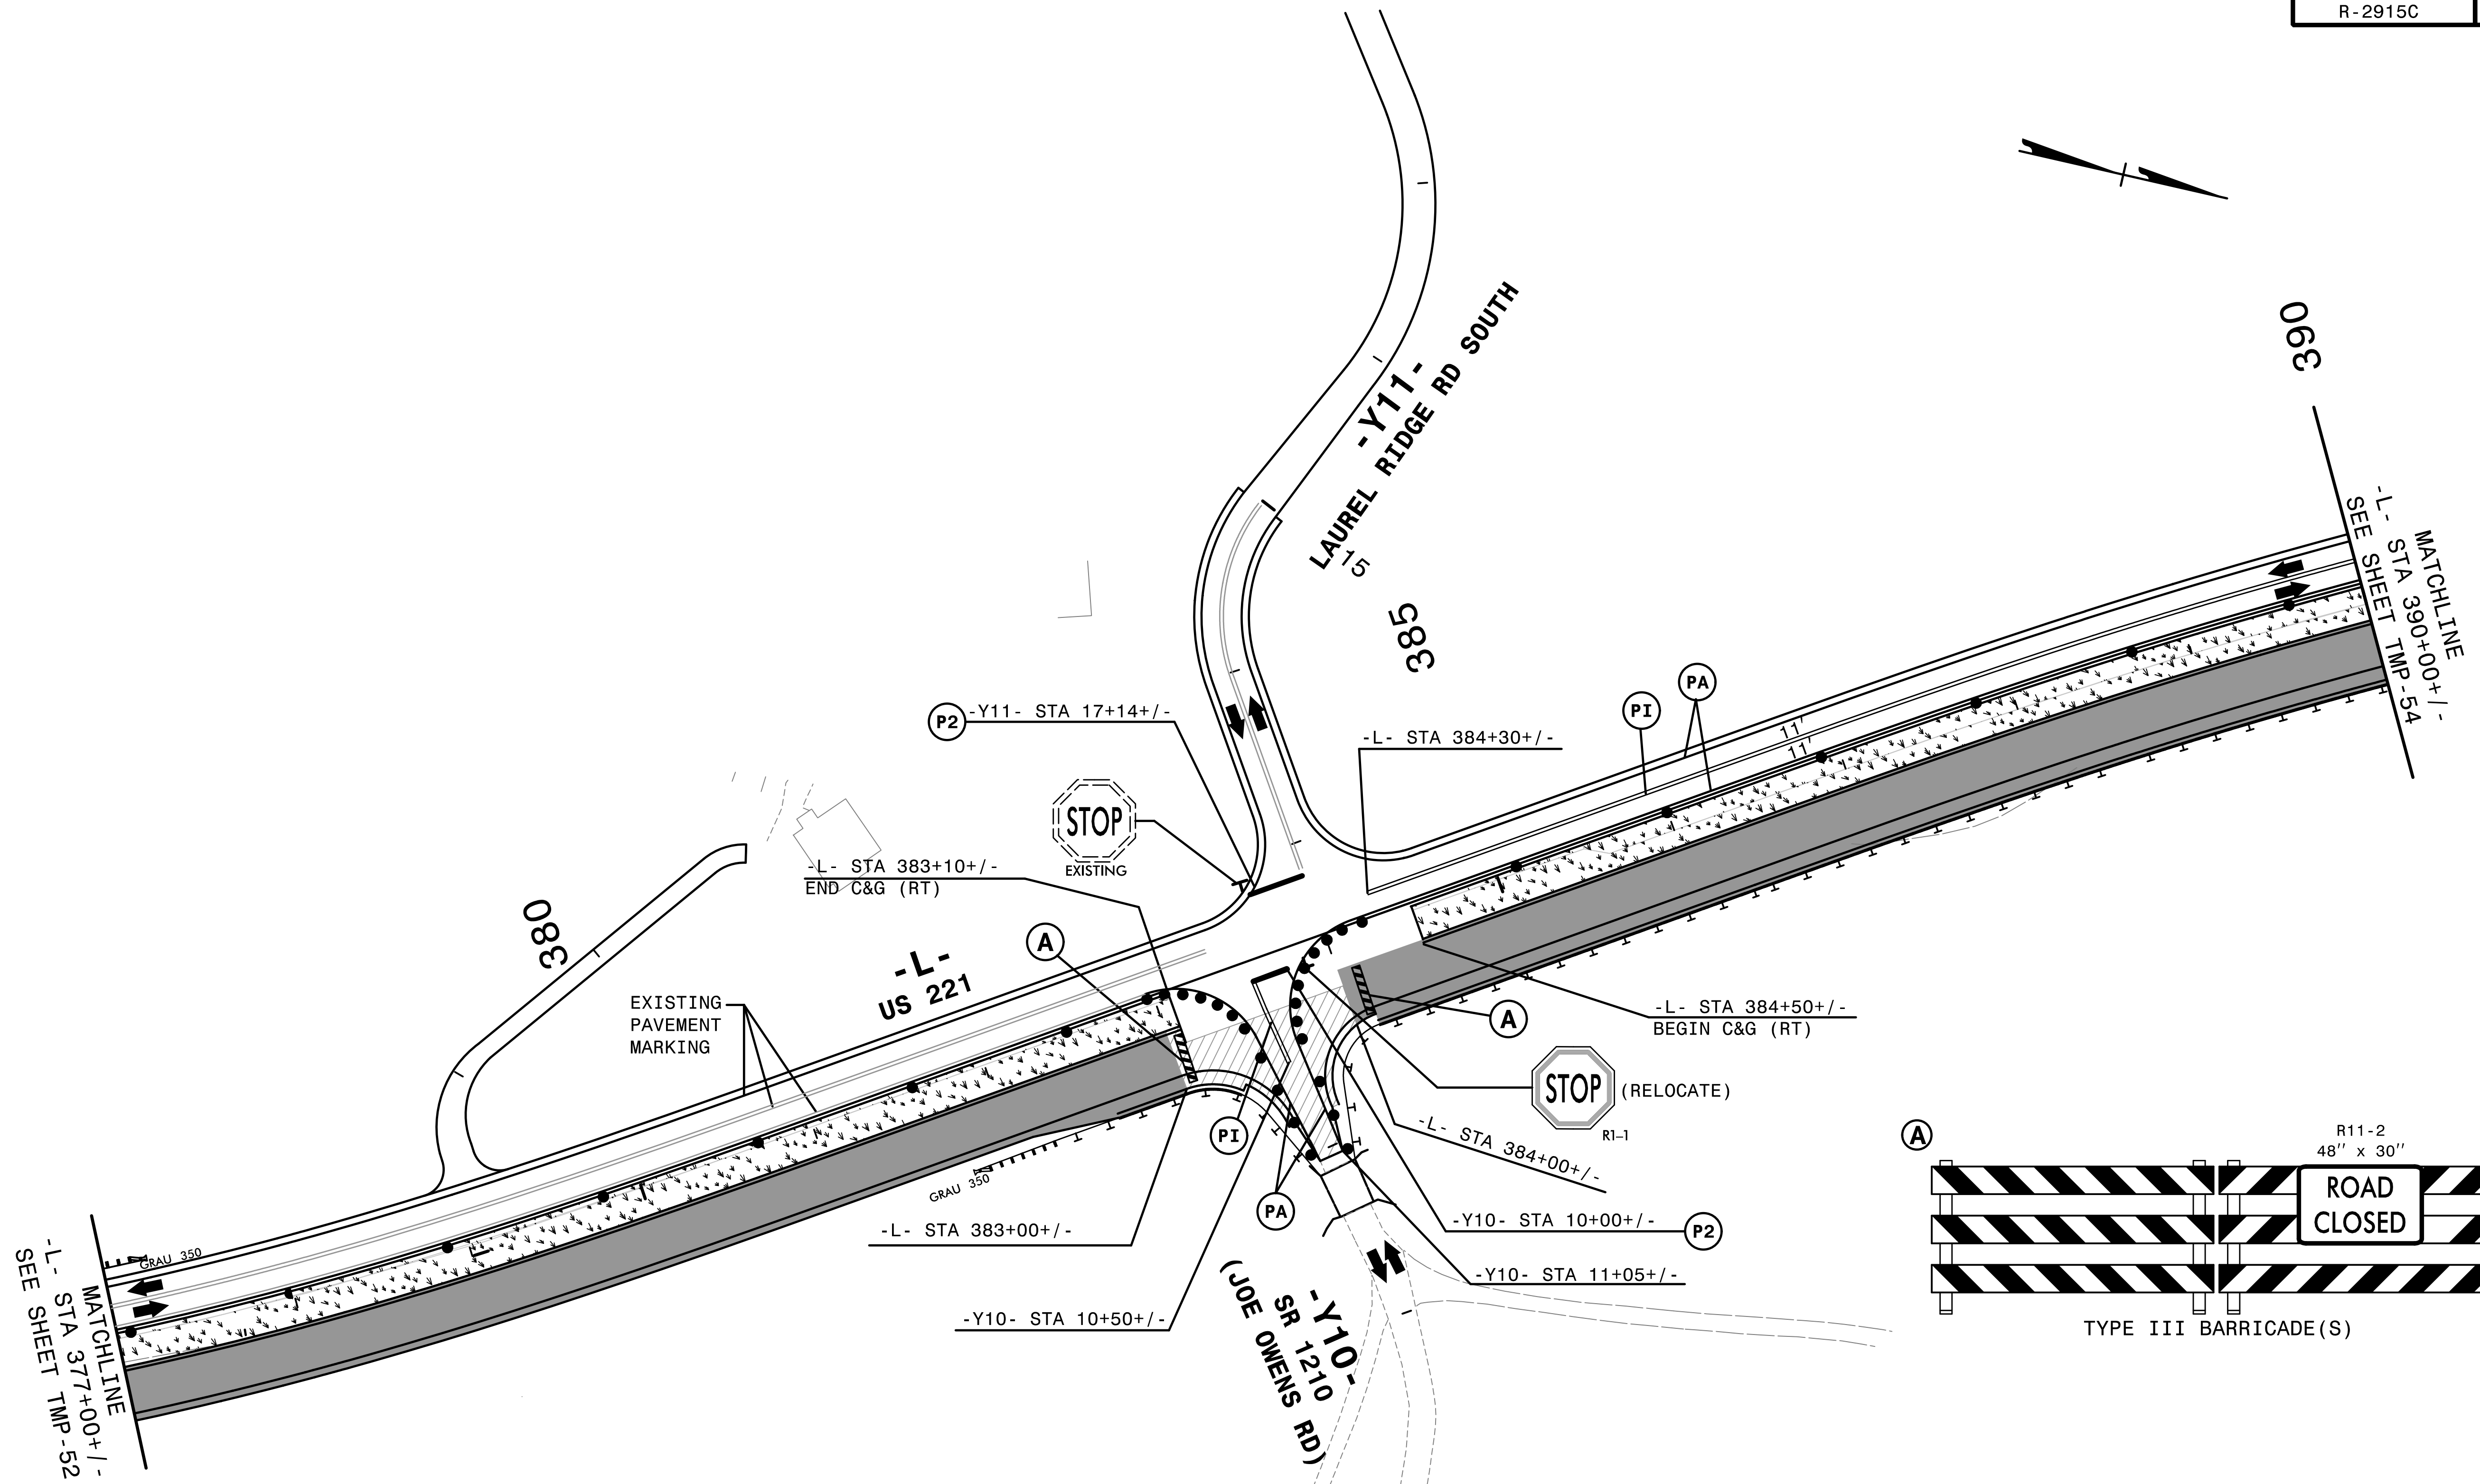 R-2915C
390
-Y11-
LAUREL RIDGE RD SOUTH
15
385
MATCHLINE
-L- STA 390+00+/-
SEE SHEET TMP-54
PA
PI
P2
-Y11- STA 17+14+/-
-L- STA 384+30+/-
11'
11'
STOP
EXISTING
-L- STA 383+10+/-
END C&G (RT)
380
A
-L-
US 221
EXISTING
PAVEMENT
MARKING
-L- STA 384+50+/-
BEGIN C&G (RT)
A
STOP
(RELOCATE)
R1-1
PI
-L- STA 384+00+/-
GRAU 350
PA
-L- STA 383+00+/-
-Y10- STA 10+00+/-
P2
-Y10- STA 11+05+/-
-Y10- STA 10+50+/-
-Y10-
SR 1210
(JOE OWENS RD)
GRAU 350
MATCHLINE
-L- STA 377+00+/-
SEE SHEET TMP-52
A
R11-2
48" x 30"
ROAD
CLOSED
TYPE III BARRICADE(S)